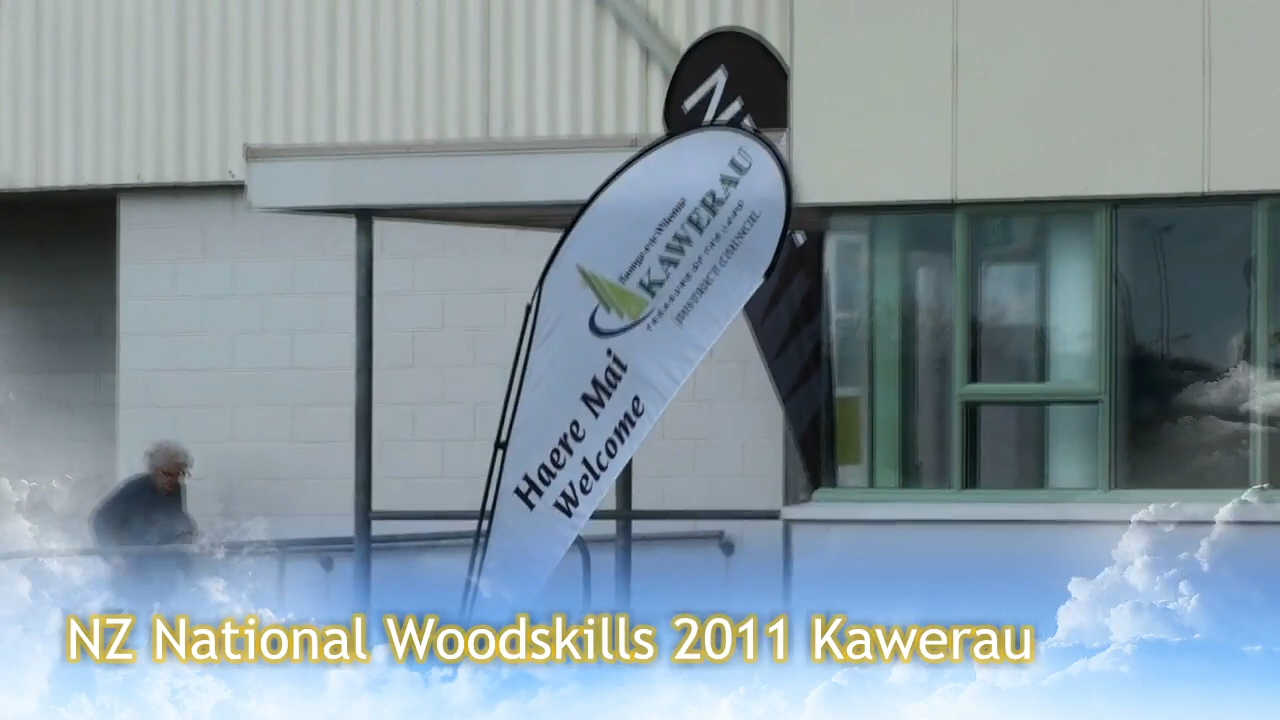 N
KAWERAU
DISTRICT COUNCIL
Haere Mai
Welcome
NZ National Woodskills 2011 Kawerau